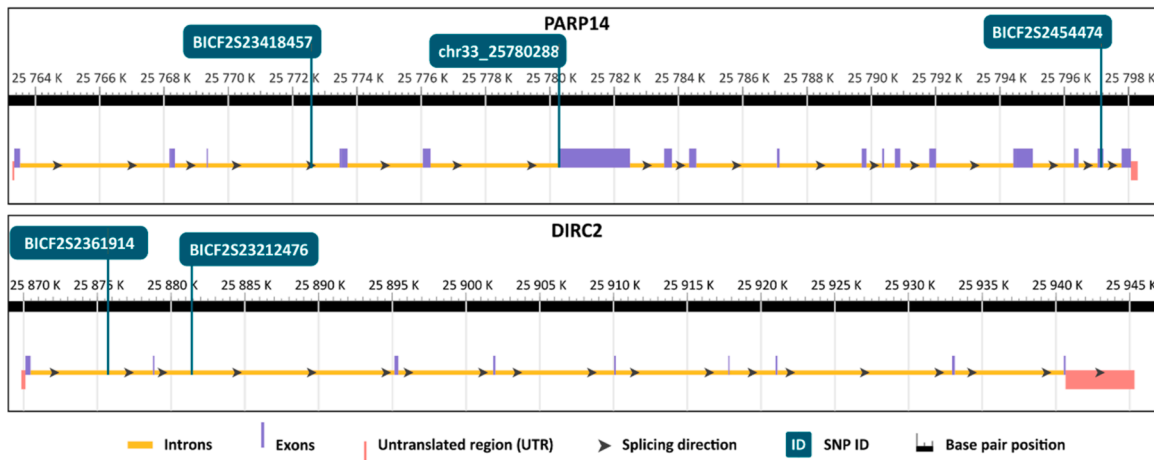 PARP14
BICF2S23418457
chr33_25780288
BICF2S2454474
25 764 K 25 766 K 25 768 K 25 770 K 25 772 K 25 774 K 25 776 K 25 778 K 25 780 K 25 782 K 25 784 K 25 786 K 25 788 K 25 790 K 25 792 K 25 794 K 25 796 K 25 798 K
DIRC2
BICF2S2361914
BICF2S23212476
25 870 K 25 875 K 25 880 K 25 885 K 25 890 K 25 895 K 25 900 K 25 905 K 25 910 K 25 915 K 25 920 K 25 925 K 25 930 K 25 935 K 25 940 K 25 945 K
Introns Exons Untranslated region (UTR) Splicing direction ID SNP ID Base pair position